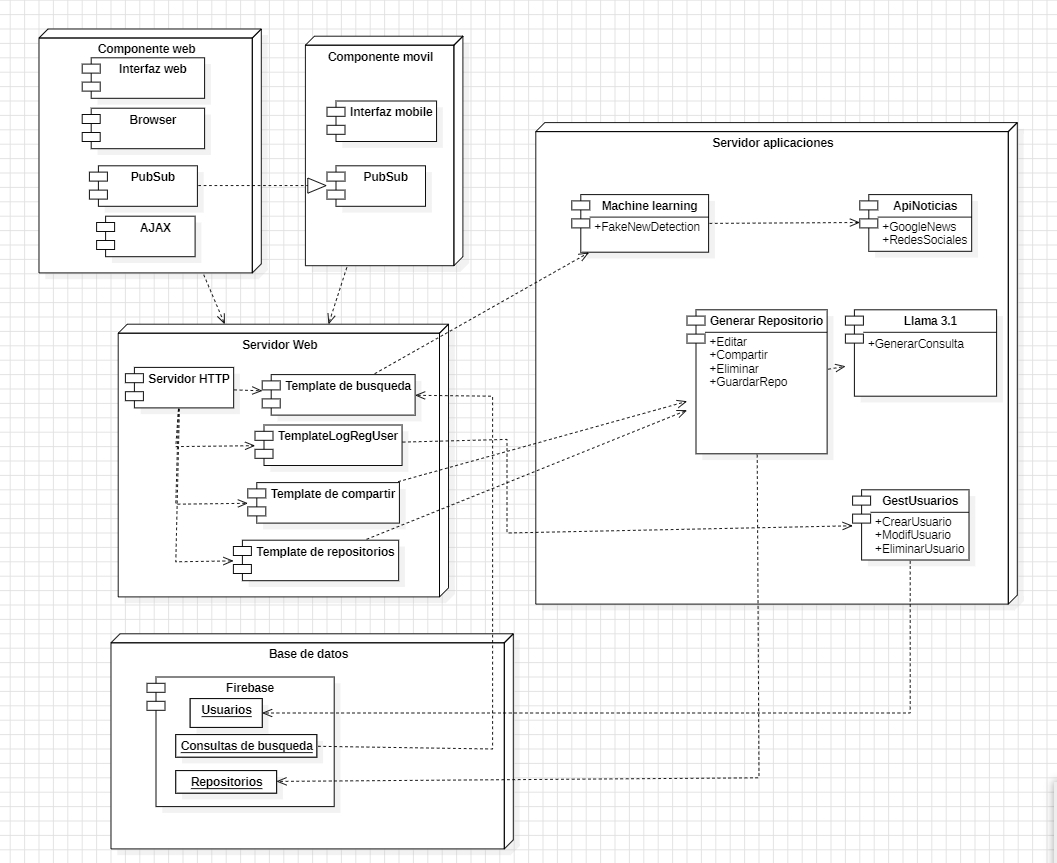 Componente web
Interfaz web
Browser
PubSub
AJAX
Componente movil
Interfaz mobile
PubSub
Servidor aplicaciones
Machine learning
+FakeNewDetection
ApiNoticias
+GoogleNews
+RedesSociales
Generar Repositorio
+Editar
+Compartir
+Eliminar
+GuardarRepo
Llama 3.1
+GenerarConsulta
GestUsuarios
+CrearUsuario
+ModifUsuario
+EliminarUsuario
Servidor Web
Servidor HTTP
Template de busqueda
TemplateLogRegUser
Template de compartir
Template de repositorios
Base de datos
Firebase
Usuarios
Consultas de busqueda
Repositorios